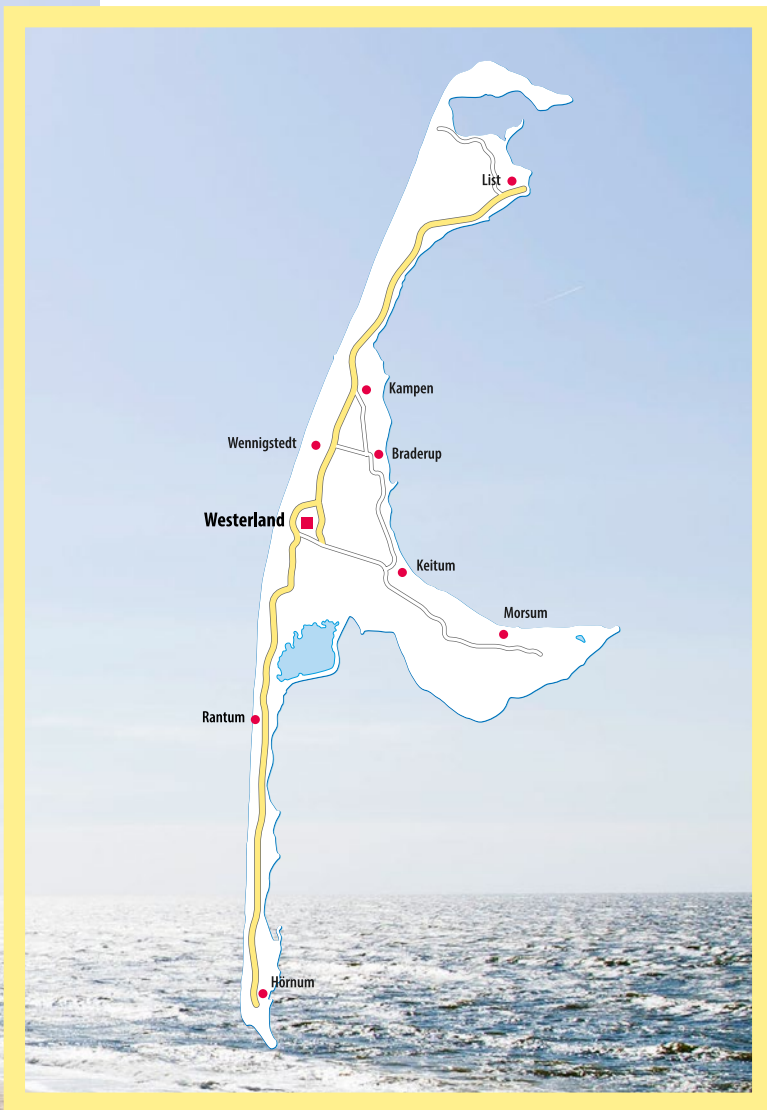 List
Kampen
Wennigstedt
Braderup
Westerland
Keitum
Morsum
Rantum
Hörnum